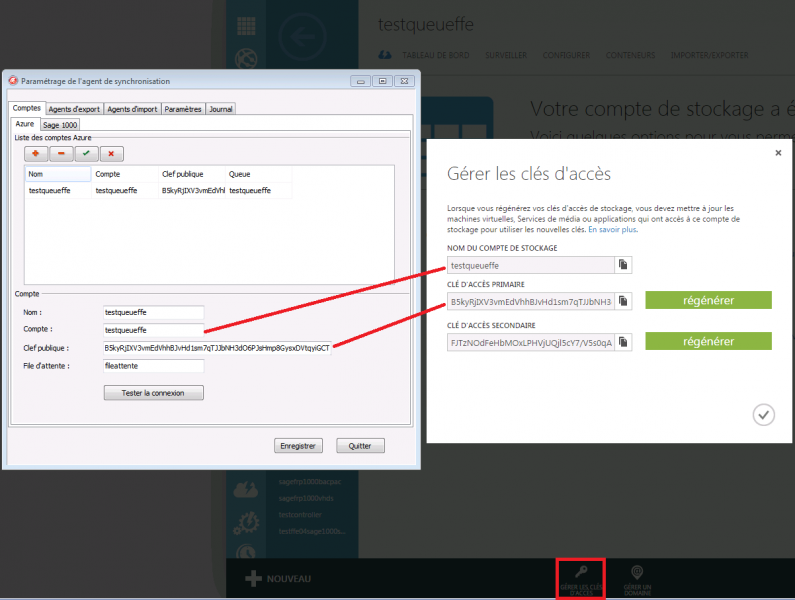 testqueueffe
TABLEAU DE BORD SURVEILLER CONFIGURER CONTENEURS IMPORTER/EXPORTER
Votre compte de stockage a é
Voici quelques options pour vous perme
Paramétrage de l'agent de synchronisation
Comptes Agents d'export Agents d'import Paramètres Journal
Azure Sage 1000
Liste des comptes Azure
Nom Compte Clef publique Queue
testqueueffe testqueueffe B5kyRJIXV3vmEdVhl testqueueffe
Compte
Nom : testqueueffe
Compte : testqueueffe
Clef publique : B5kyRJIXV3vmEdVhhBJvHd1sm7qTJJbNH3dO6PJsHmp8GysxDVtqyiGCT
File d'attente : fileattente
Tester la connexion
Enregistrer Quitter
Gérer les clés d'accès
Lorsque vous régénérez vos clés d'accès de stockage, vous devez mettre à jour les
machines virtuelles, Services de média ou applications qui ont accès à ce compte de
stockage pour utiliser les nouvelles clés. En savoir plus.
NOM DU COMPTE DE STOCKAGE
testqueueffe
CLÉ D'ACCÈS PRIMAIRE
B5kyRJIXV3vmEdVhhBJvHd1sm7qTJJbNH3 régénérer
CLÉ D'ACCÈS SECONDAIRE
FJTzNOdFeHbMOxLPHVjUQjl5cY7/V5s0qA régénérer
testcontroller
NOUVEAU
GÉRER LES CLÉS
D'ACCÈS
GÉRER UN
DOMAINE